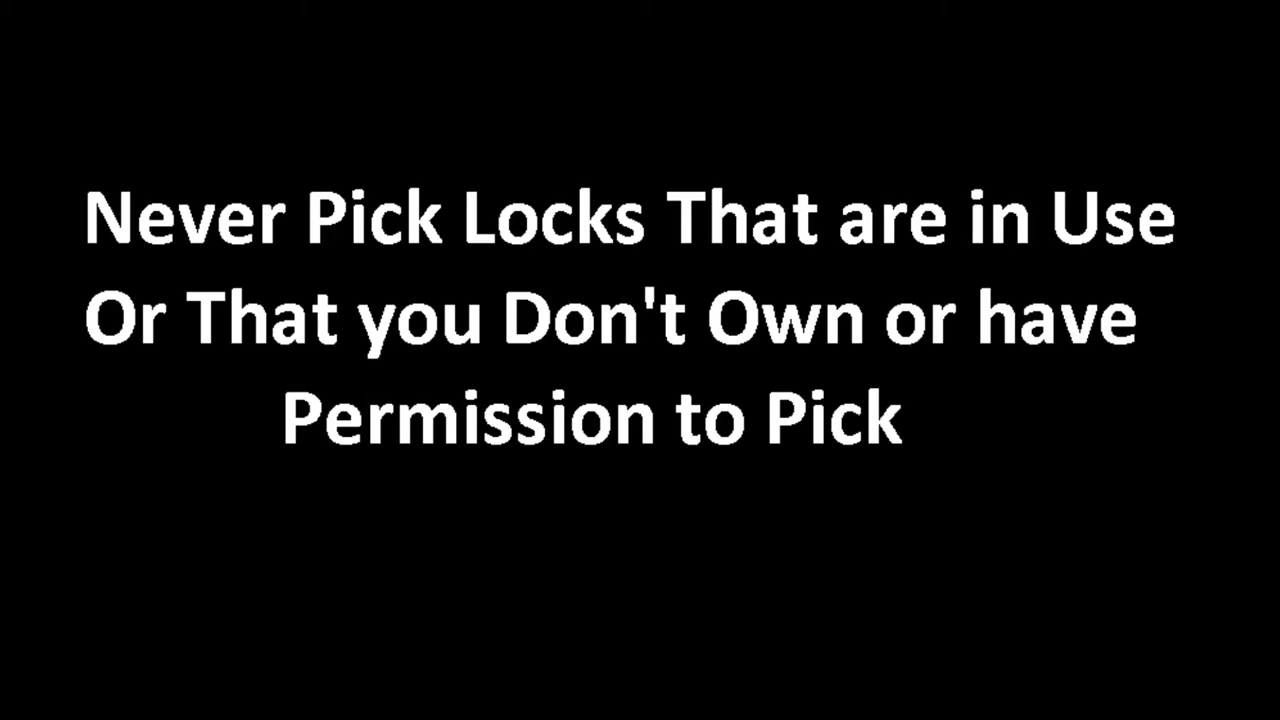 Never Pick Locks That are in Use
Or That you Don't Own or have
Permission to Pick